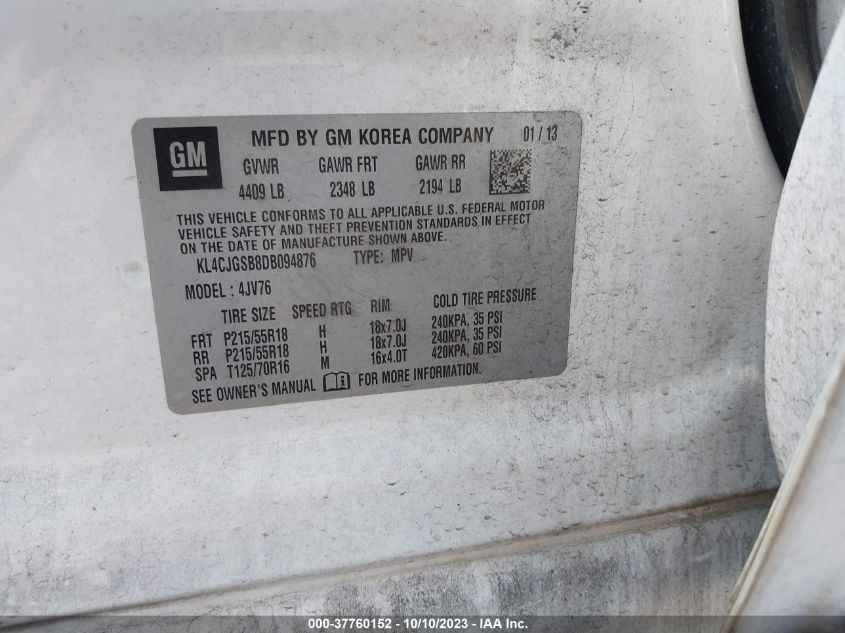 GM
MFD BY GM KOREA COMPANY 01 / 13
GVWR GAWR FRT GAWR RR
4409 LB 2348 LB 2194 LB
THIS VEHICLE CONFORMS TO ALL APPLICABLE U.S. FEDERAL MOTOR
VEHICLE SAFETY AND THEFT PREVENTION STANDARDS IN EFFECT
ON THE DATE OF MANUFACTURE SHOWN ABOVE.
KL4CJGSB8DB094876 TYPE: MPV
MODEL : 4JV76
TIRE SIZE SPEED RTG RIM COLD TIRE PRESSURE
FRT P215/55R18 H 18x7.0J 240KPA, 35 PSI
RR P215/55R18 H 18x7.0J 240KPA, 35 PSI
SPA T125/70R16 M 16x4.0T 420KPA, 60 PSI
SEE OWNER'S MANUAL FOR MORE INFORMATION.
000-37760152 - 10/10/2023 - IAA Inc.